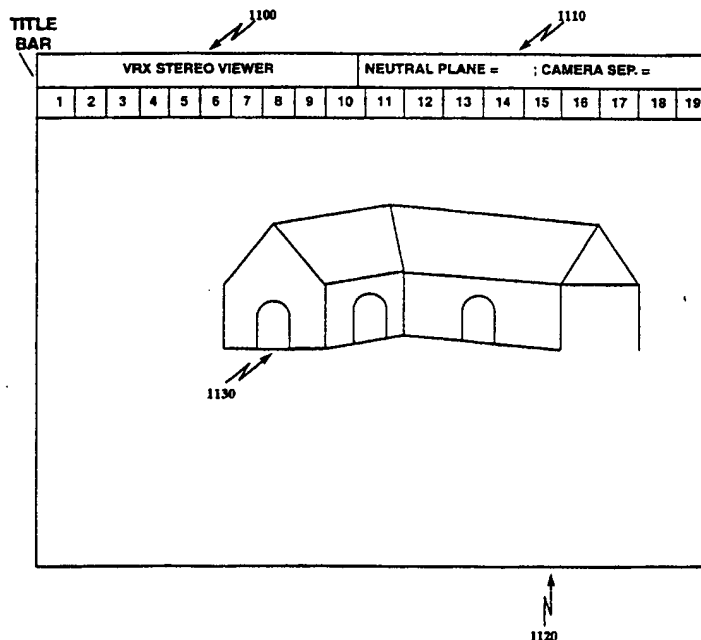 1100
1110
TITLE
BAR
VRX STEREO VIEWER
NEUTRAL PLANE = ; CAMERA SEP. =
1 2 3 4 5 6 7 8 9 10 11 12 13 14 15 16 17 18 19
1130
1120